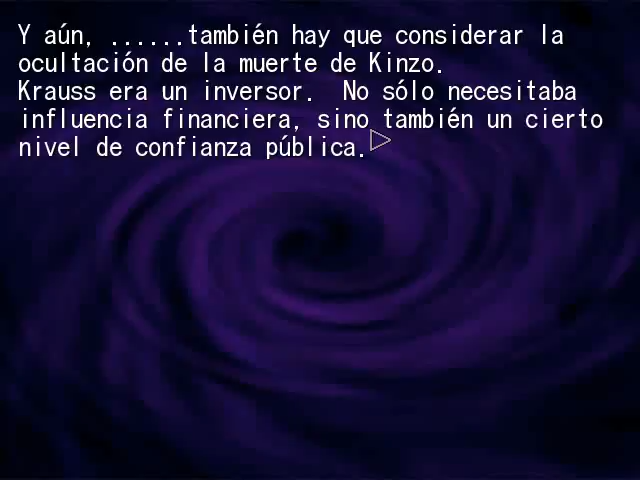 Y aún, ......también hay que considerar la
ocultación de la muerte de Kinzo.
Krauss era un inversor.  No sólo necesitaba
influencia financiera, sino también un cierto
nivel de confianza pública.